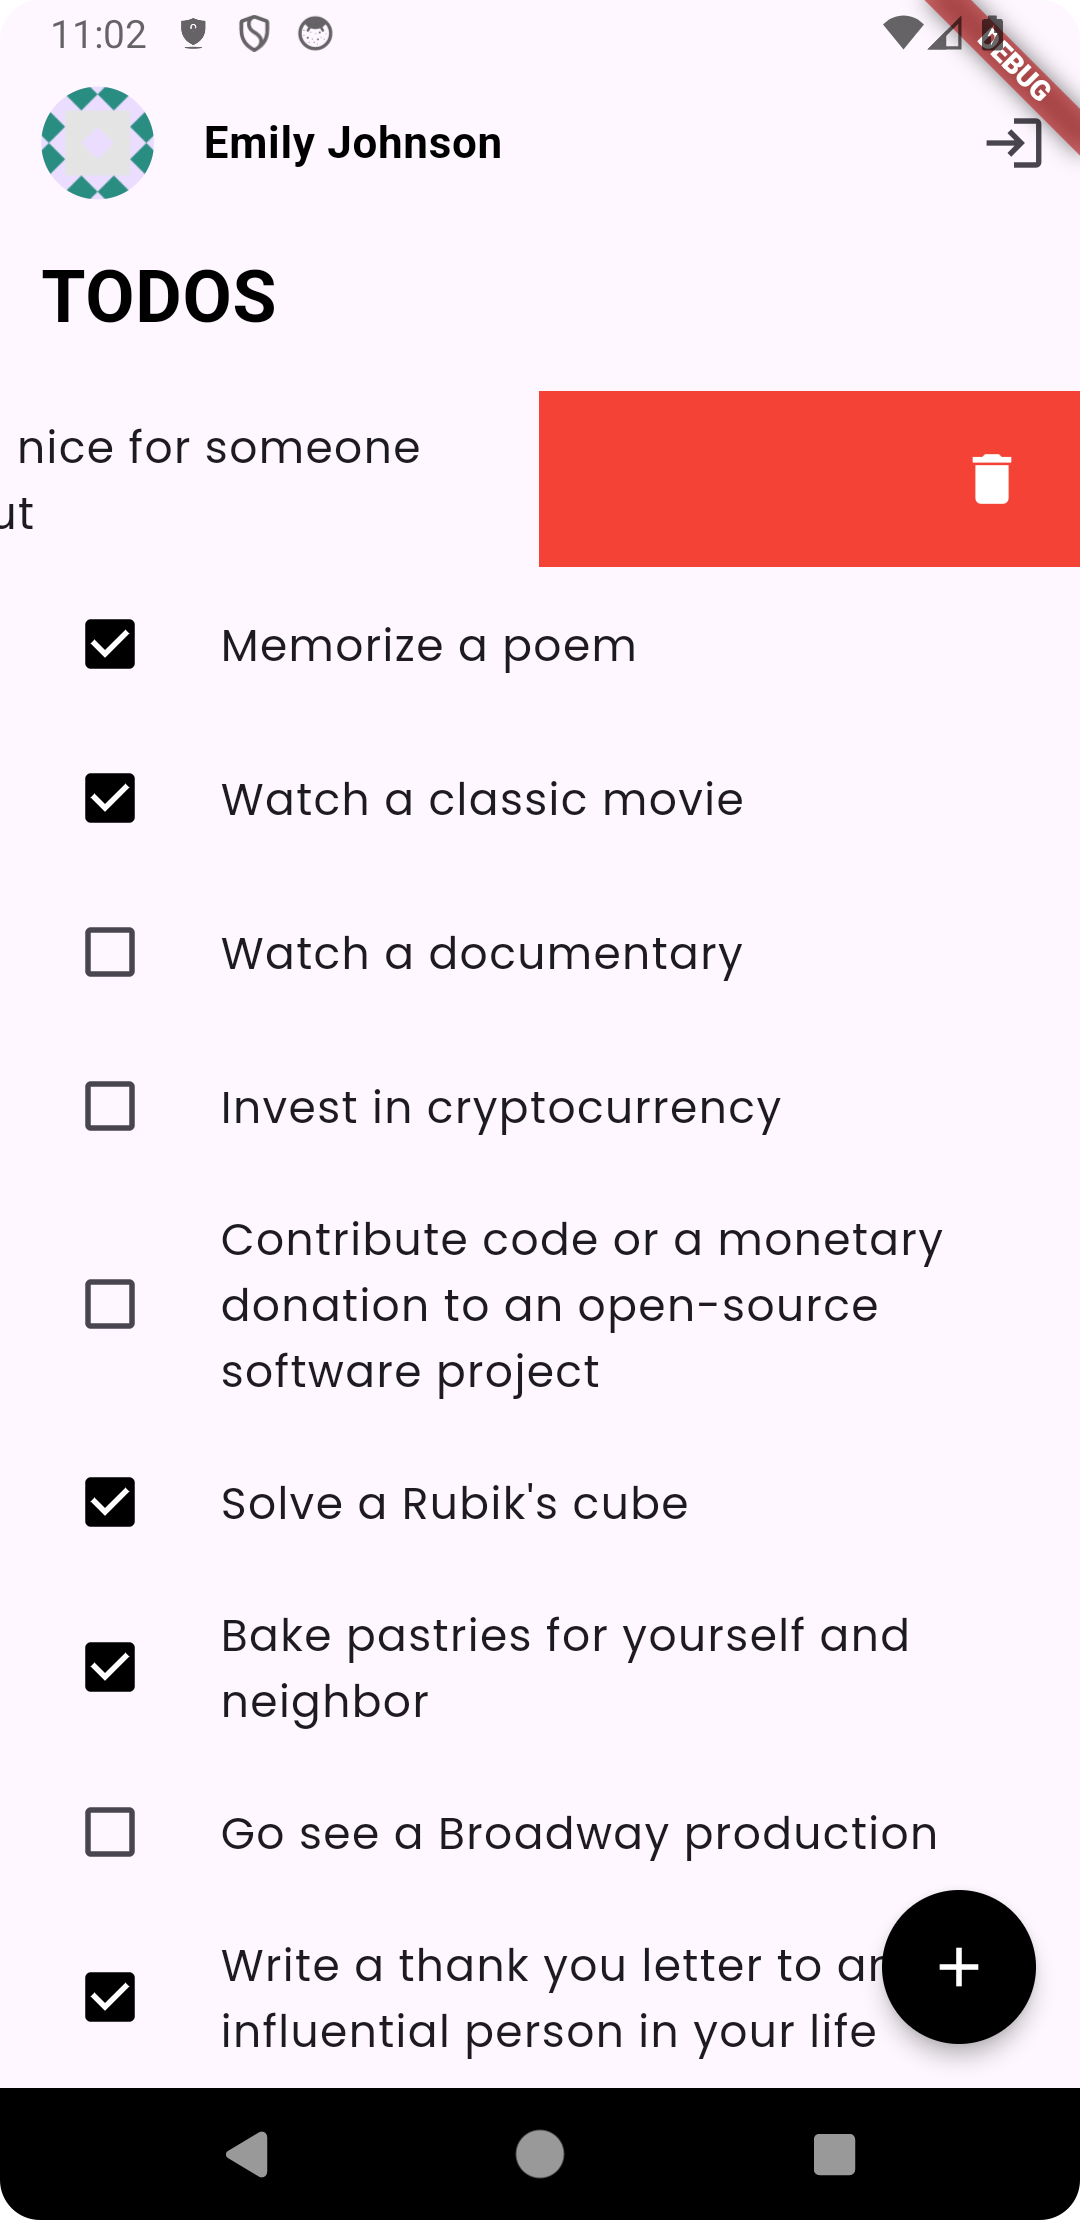 11:02
DEBUG
Emily Johnson
TODOS
nice for someone
ut
Memorize a poem
Watch a classic movie
Watch a documentary
Invest in cryptocurrency
Contribute code or a monetary
donation to an open-source
software project
Solve a Rubik's cube
Bake pastries for yourself and
neighbor
Go see a Broadway production
Write a thank you letter to an
influential person in your life